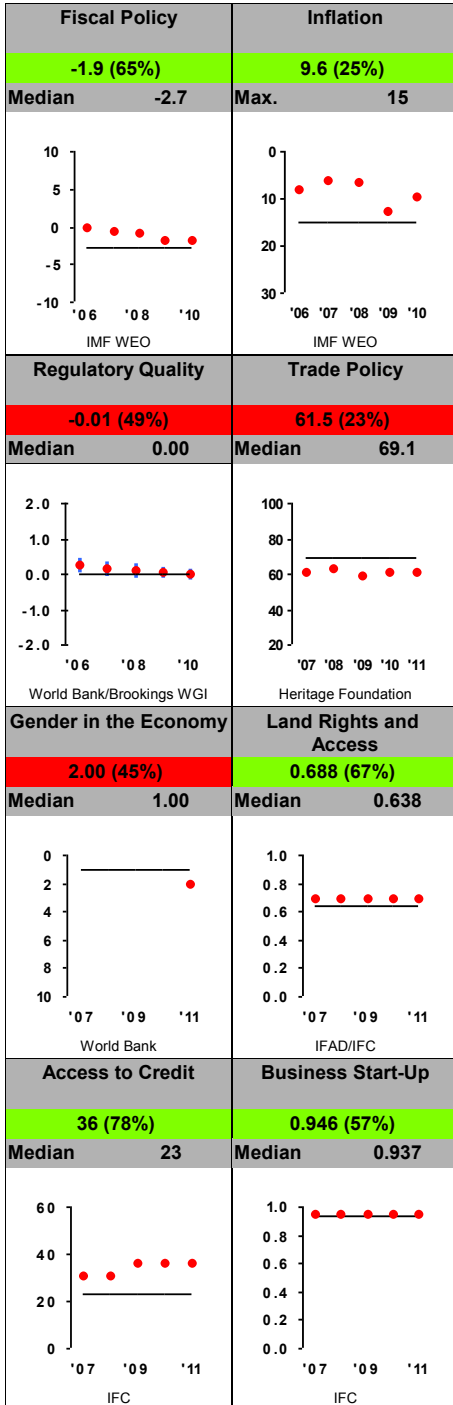 Fiscal Policy
-1.9 (65%)
Median -2.7
10
5
0
-5
-10
'06 '08 '10
IMF WEO
Inflation
9.6 (25%)
Max. 15
0
10
20
30
'06 '07 '08 '09 '10
IMF WEO
Regulatory Quality
-0.01 (49%)
Median 0.00
2.0
1.0
0.0
-1.0
-2.0
'06 '08 '10
World Bank/Brookings WGI
Trade Policy
61.5 (23%)
Median 69.1
100
80
60
40
20
'07 '08 '09 '10 '11
Heritage Foundation
Gender in the Economy
2.00 (45%)
Median 1.00
0
2
4
6
8
10
'07 '09 '11
World Bank
Land Rights and
Access
0.688 (67%)
Median 0.638
1.0
0.8
0.6
0.4
0.2
0.0
'07 '09 '11
IFAD/IFC
Access to Credit
36 (78%)
Median 23
60
40
20
0
'07 '09 '11
IFC
Business Start-Up
0.946 (57%)
Median 0.937
1.0
0.8
0.6
0.4
0.2
0.0
'07 '09 '11
IFC